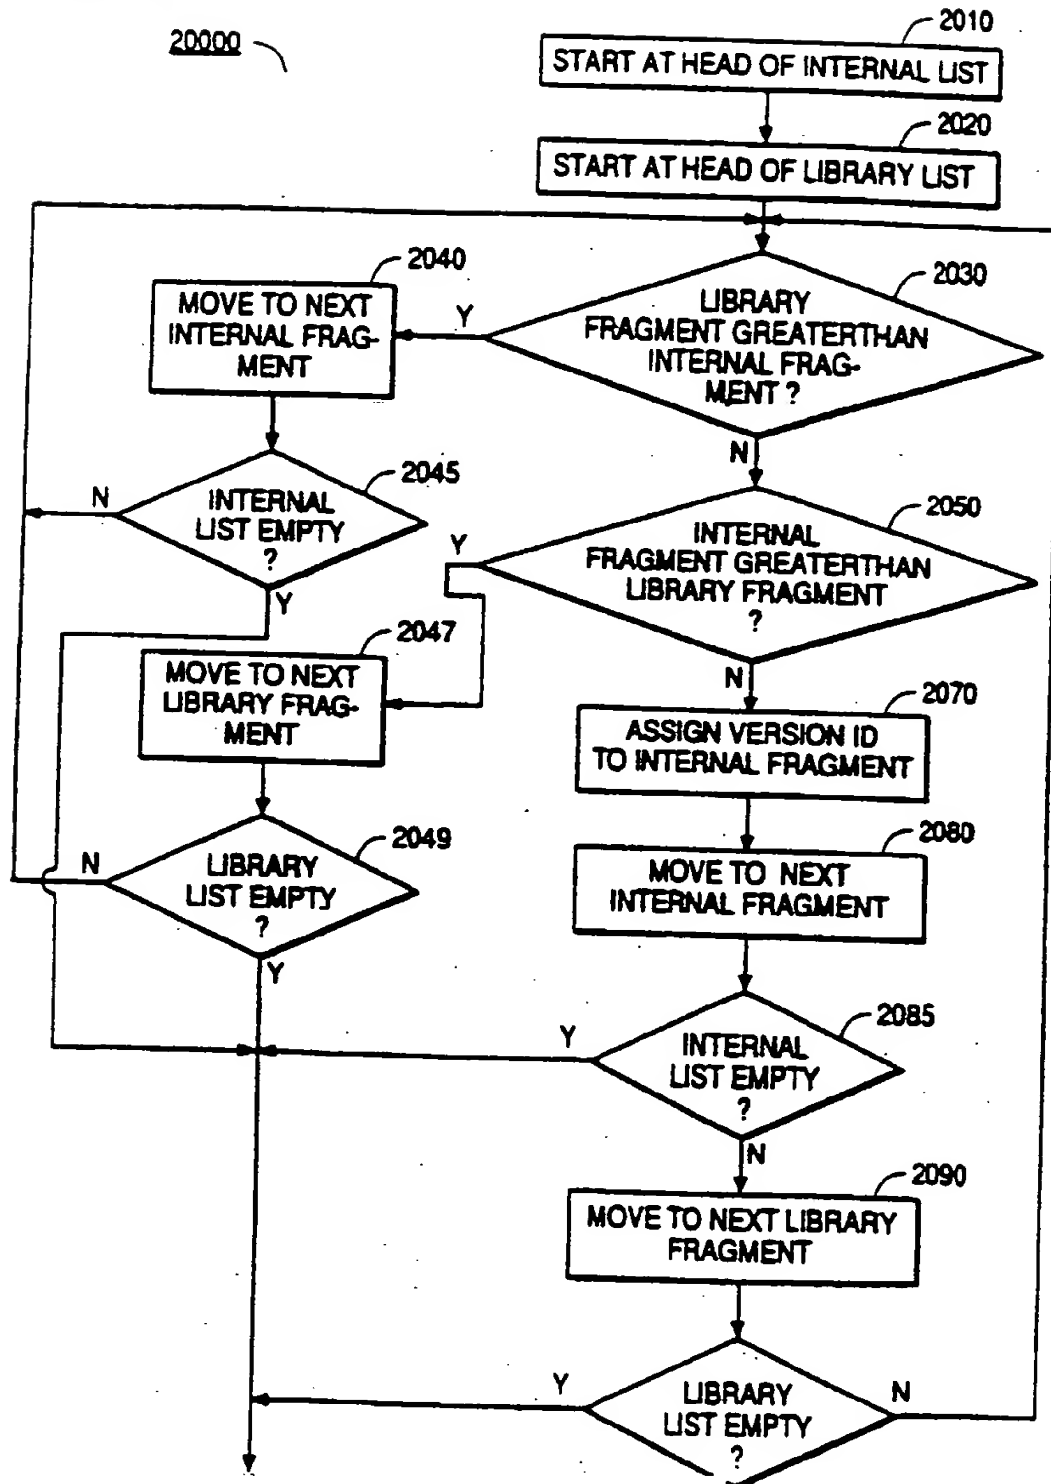 20000
2010
START AT HEAD OF INTERNAL LIST
2020
START AT HEAD OF LIBRARY LIST
2040
MOVE TO NEXT
INTERNAL FRAG-
MENT
Y
2030
LIBRARY
FRAGMENT GREATERTHAN
INTERNAL FRAG-
MENT ?
N
2045
N
INTERNAL
LIST EMPTY
?
Y
2050
Y
INTERNAL
FRAGMENT GREATERTHAN
LIBRARY FRAGMENT
?
N
2047
MOVE TO NEXT
LIBRARY FRAG-
MENT
2070
ASSIGN VERSION ID
TO INTERNAL FRAGMENT
2049
N
LIBRARY
LIST EMPTY
?
Y
2080
MOVE TO NEXT
INTERNAL FRAGMENT
2085
Y
INTERNAL
LIST EMPTY
?
N
2090
MOVE TO NEXT LIBRARY
FRAGMENT
Y
LIBRARY
LIST EMPTY
?
N